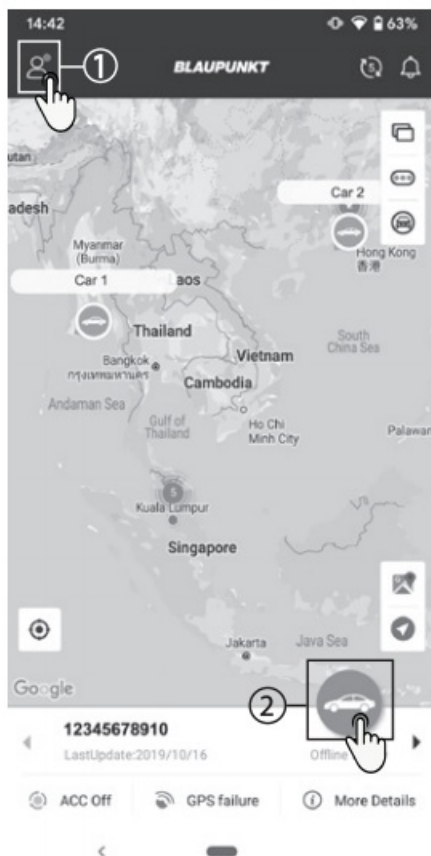 14:42
63%
①
BLAUPUNKT
5
utan
adesh
Car 2
Myanmar
(Burma)
Hong Kong
香港
Car 1
Laos
Thailand
South
China Sea
Bangkok
กรุงเทพมหานคร
Vietnam
Cambodia
Andaman Sea
Gulf of
Thailand
Ho Chi
Minh City
Palawan
5
Kuala Lumpur
Singapore
Jakarta
Java Sea
Google
②
12345678910
LastUpdate:2019/10/16
Offline
ACC Off
GPS failure
More Details